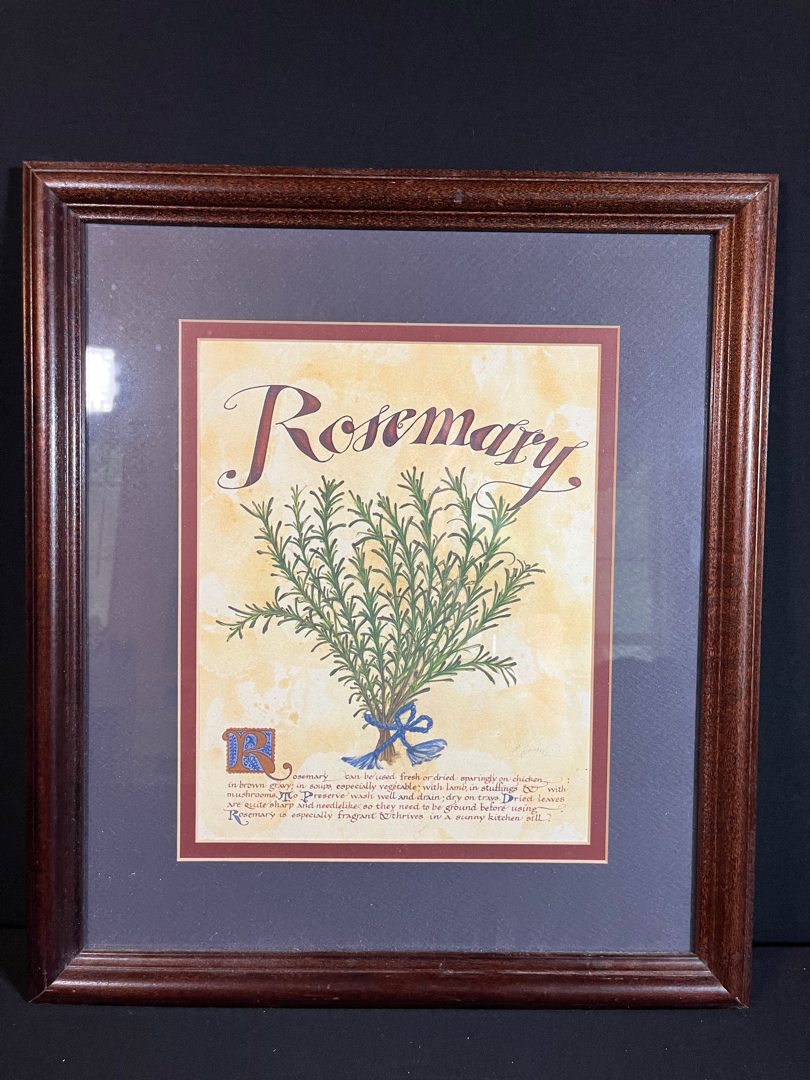 Rosemary
Rosemary can be used fresh or dried sparingly on chicken,
in brown gravy; in soups, especially vegetable; with lamb, in stuffings & with
mushrooms. To Preserve wash well and drain; dry on trays. Dried leaves
are quite sharp and needlelike so they need to be ground before using
Rosemary is especially fragrant & thrives in a sunny kitchen sill.